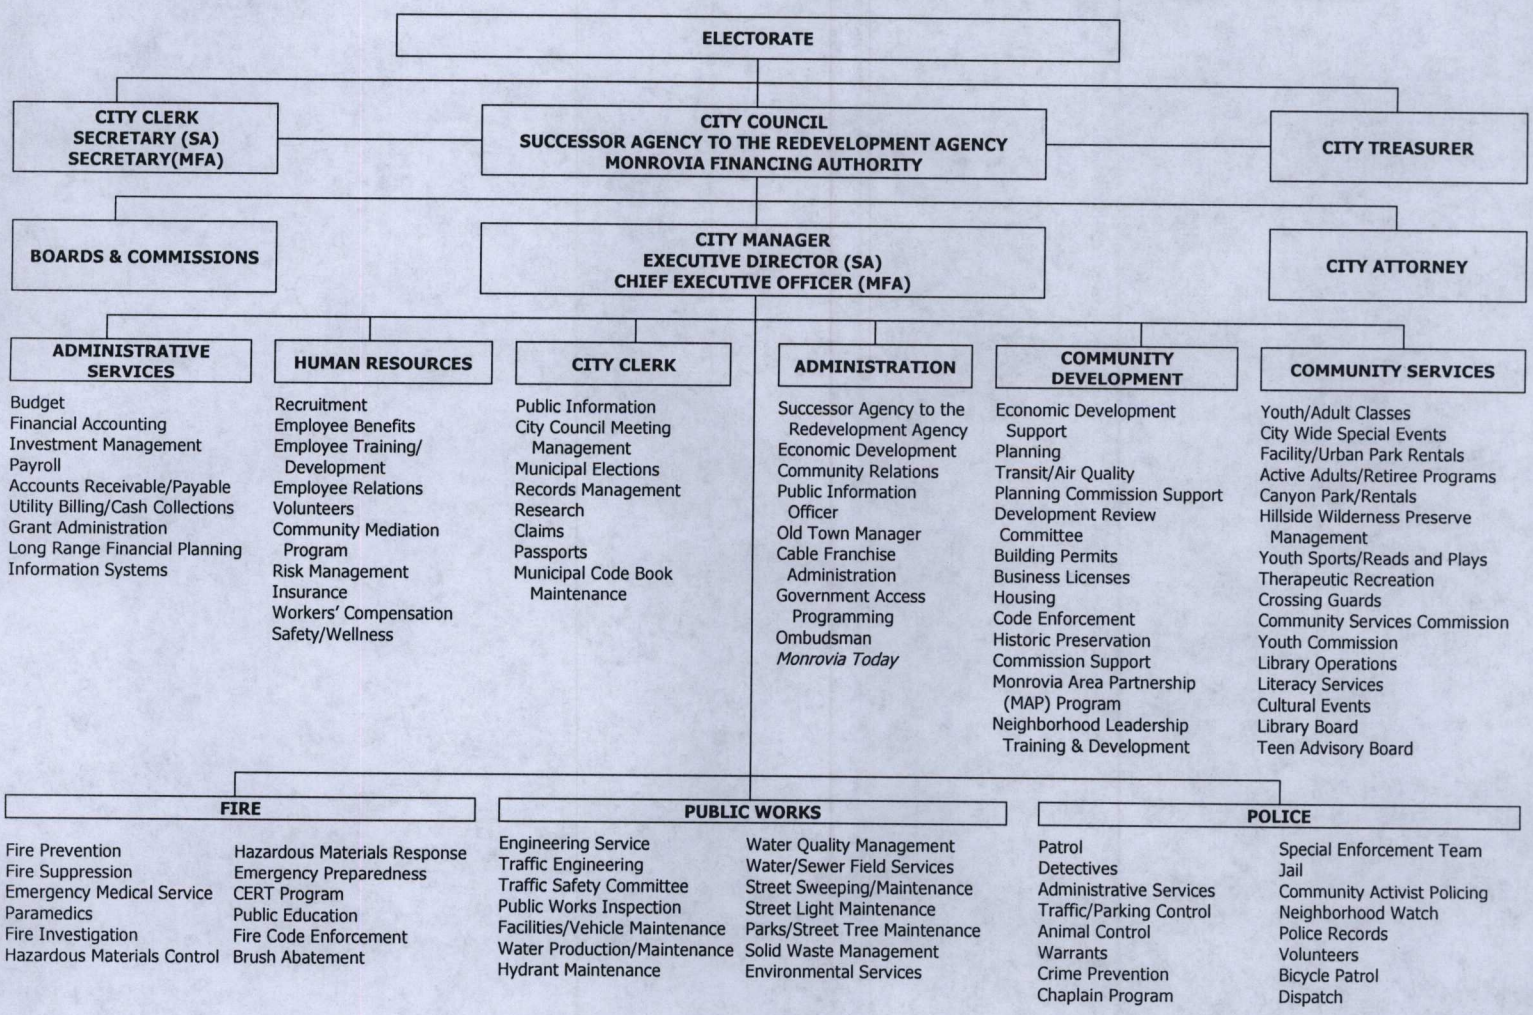 ELECTORATE
CITY CLERK
SECRETARY (SA)
SECRETARY(MFA)
CITY COUNCIL
SUCCESSOR AGENCY TO THE REDEVELOPMENT AGENCY
MONROVIA FINANCING AUTHORITY
CITY TREASURER
BOARDS & COMMISSIONS
CITY MANAGER
EXECUTIVE DIRECTOR (SA)
CHIEF EXECUTIVE OFFICER (MFA)
CITY ATTORNEY
ADMINISTRATIVE
SERVICES
Budget
Financial Accounting
Investment Management
Payroll
Accounts Receivable/Payable
Utility Billing/Cash Collections
Grant Administration
Long Range Financial Planning
Information Systems
HUMAN RESOURCES
Recruitment
Employee Benefits
Employee Training/
Development
Employee Relations
Volunteers
Community Mediation
Program
Risk Management
Insurance
Workers' Compensation
Safety/Wellness
CITY CLERK
Public Information
City Council Meeting
Management
Municipal Elections
Records Management
Research
Claims
Passports
Municipal Code Book
Maintenance
ADMINISTRATION
Successor Agency to the
Redevelopment Agency
Economic Development
Community Relations
Public Information
Officer
Old Town Manager
Cable Franchise
Administration
Government Access
Programming
Ombudsman
Monrovia Today
COMMUNITY
DEVELOPMENT
Economic Development
Support
Planning
Transit/Air Quality
Planning Commission Support
Development Review
Committee
Building Permits
Business Licenses
Housing
Code Enforcement
Historic Preservation
Commission Support
Monrovia Area Partnership
(MAP) Program
Neighborhood Leadership
Training & Development
COMMUNITY SERVICES
Youth/Adult Classes
City Wide Special Events
Facility/Urban Park Rentals
Active Adults/Retiree Programs
Canyon Park/Rentals
Hillside Wilderness Preserve
Management
Youth Sports/Reads and Plays
Therapeutic Recreation
Crossing Guards
Community Services Commission
Youth Commission
Library Operations
Literacy Services
Cultural Events
Library Board
Teen Advisory Board
FIRE
Fire Prevention
Fire Suppression
Emergency Medical Service
Paramedics
Fire Investigation
Hazardous Materials Control
Hazardous Materials Response
Emergency Preparedness
CERT Program
Public Education
Fire Code Enforcement
Brush Abatement
PUBLIC WORKS
Engineering Service
Traffic Engineering
Traffic Safety Committee
Public Works Inspection
Facilities/Vehicle Maintenance
Water Production/Maintenance
Hydrant Maintenance
Water Quality Management
Water/Sewer Field Services
Street Sweeping/Maintenance
Street Light Maintenance
Parks/Street Tree Maintenance
Solid Waste Management
Environmental Services
POLICE
Patrol
Detectives
Administrative Services
Traffic/Parking Control
Animal Control
Warrants
Crime Prevention
Chaplain Program
Special Enforcement Team
Jail
Community Activist Policing
Neighborhood Watch
Police Records
Volunteers
Bicycle Patrol
Dispatch